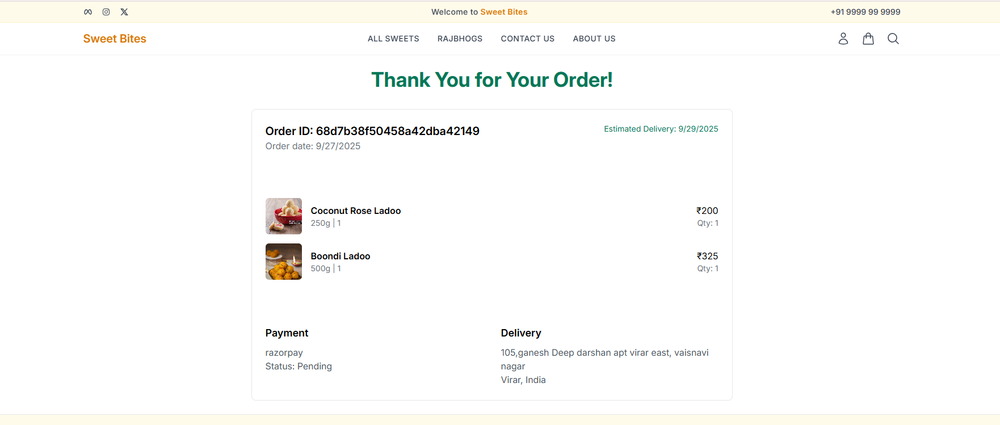 Welcome to Sweet Bites
+91 9999 99 9999
Sweet Bites
ALL SWEETS
RAJBHOGS
CONTACT US
ABOUT US
Thank You for Your Order!
Order ID: 68d7b38f50458a42dba42149
Estimated Delivery: 9/29/2025
Order date: 9/27/2025
Coconut Rose Ladoo
₹200
250g | 1
Qty: 1
Boondi Ladoo
₹325
500g | 1
Qty: 1
Payment
razorpay
Status: Pending
Delivery
105,ganesh Deep darshan apt virar east, vaisnavi
nagar
Virar, India